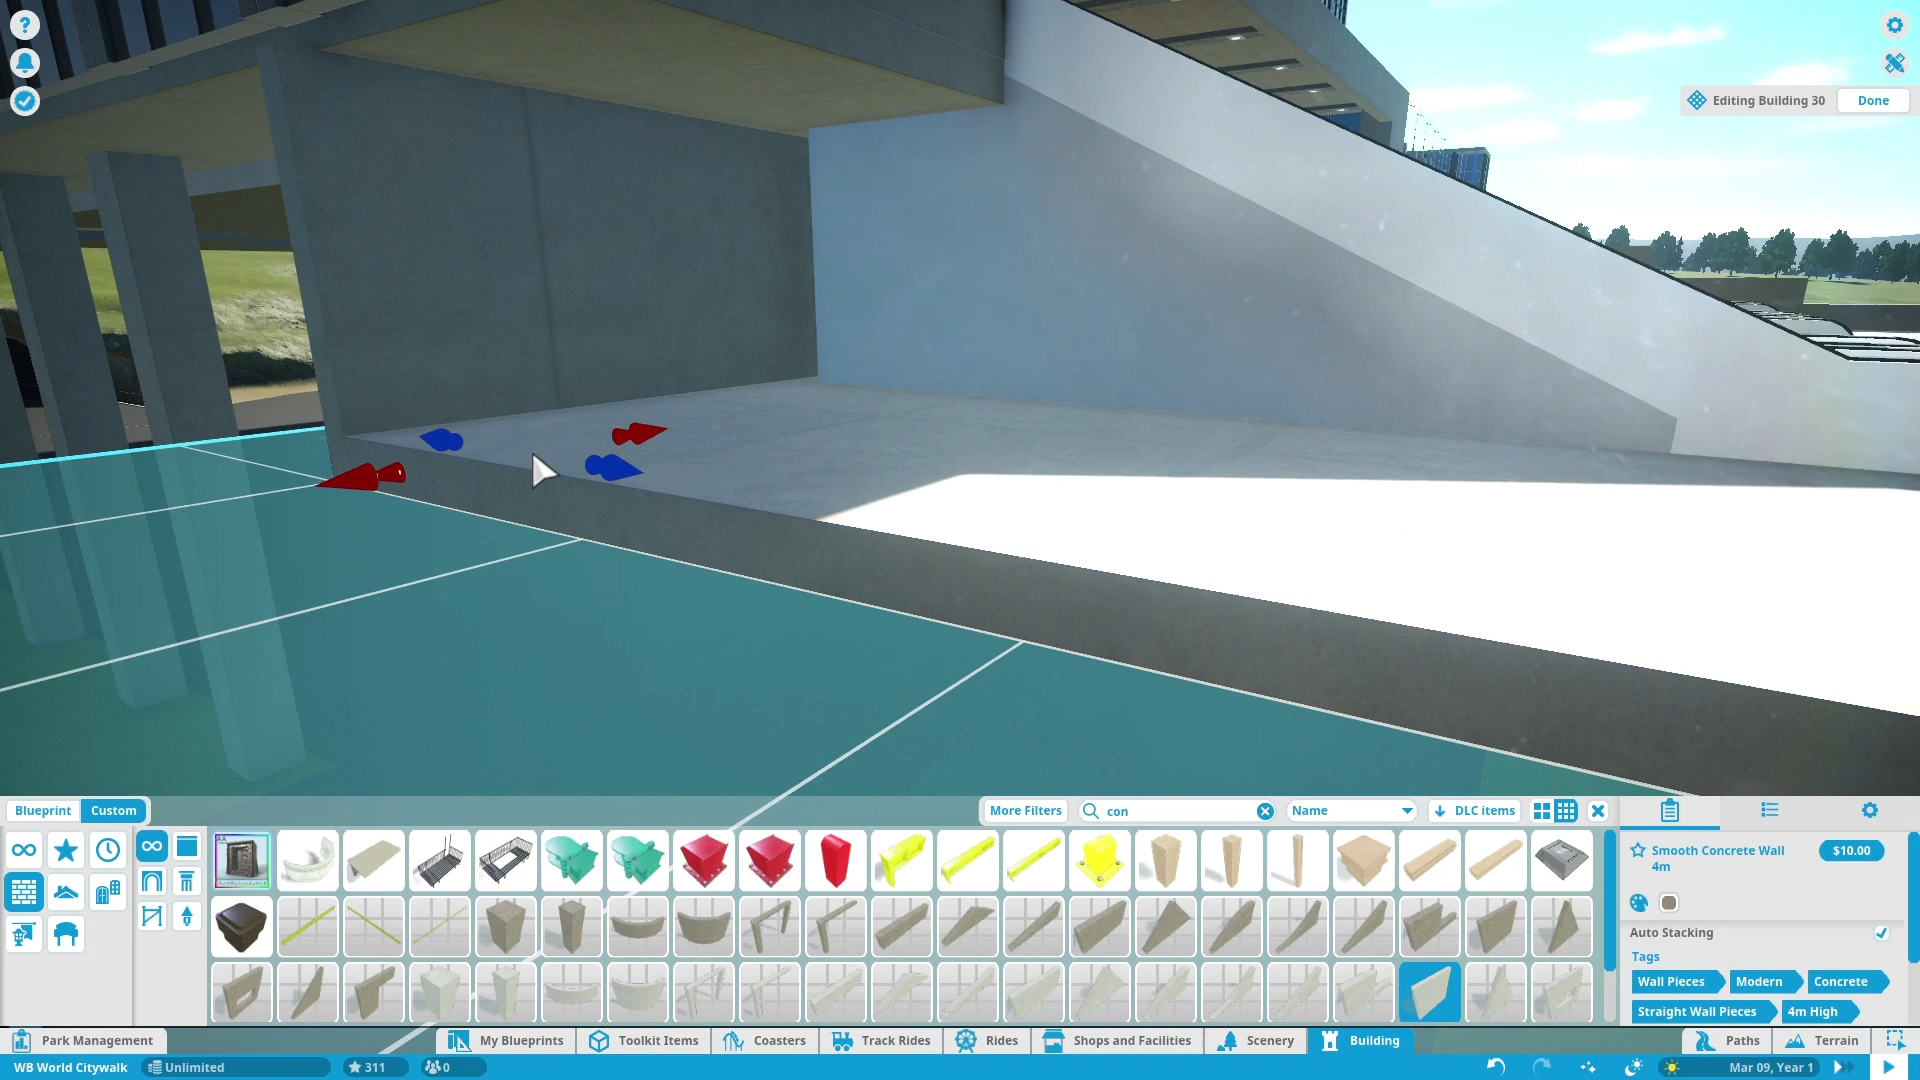 ?
Editing Building 30
Done
Blueprint
Custom
More Filters
con
Name
DLC items
Smooth Concrete Wall
4m
$10.00
Auto Stacking
Tags
Wall Pieces
Modern
Concrete
Straight Wall Pieces
4m High
Park Management
My Blueprints
Toolkit Items
Coasters
Track Rides
Rides
Shops and Facilities
Scenery
Building
Paths
Terrain
WB World Citywalk
Unlimited
311
0
Mar 09, Year 1